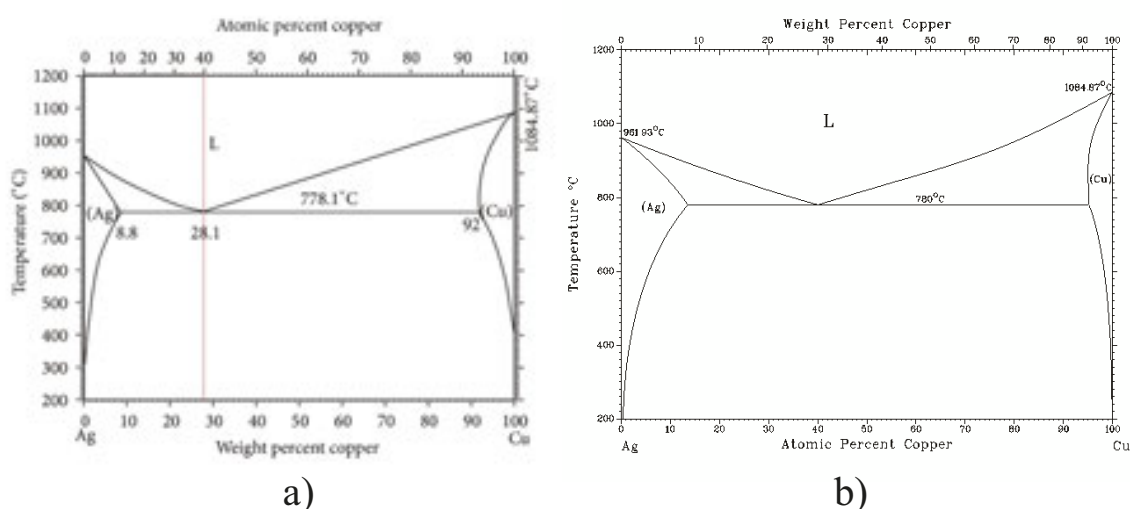 Atomic percent copper
0 10 20 30 40 50 60 70 80 90 100
1200
1100
1000
900
800
700
600
500
400
300
200
Temperature (°C)
L
1084.87°C
778.1°C
(Ag)
(Cu)
8.8
28.1
92
0 10 20 30 40 50 60 70 80 90 100
Ag
Cu
Weight percent copper
a)
Weight Percent Copper
0 10 20 30 40 50 60 70 80 90 100
1200
1000
800
600
400
200
Temperature °C
1084.87°C
961.93°C
L
(Ag)
(Cu)
780°C
0 10 20 30 40 50 60 70 80 90 100
Ag
Atomic Percent Copper
Cu
b)